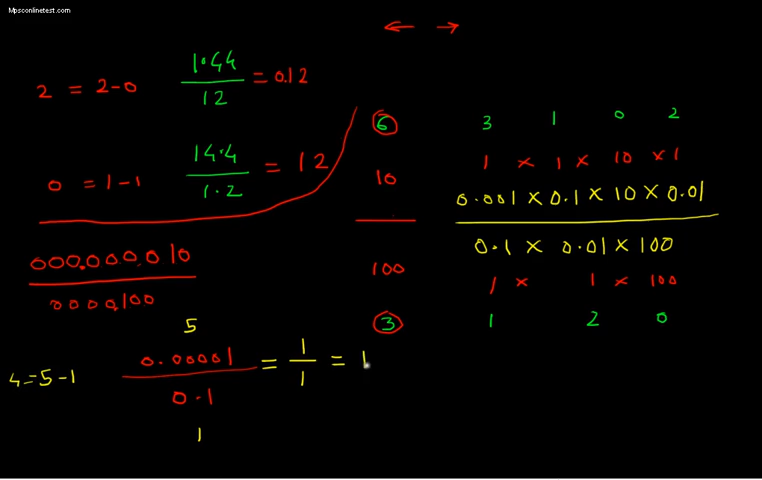 Mpsconlinetest.com
← →
2 = 2-0
1.44
12
= 0.12
0 = 1-1
14.4
1.2
= 12
6
10
100
3
3 1 0 2
1 × 1 × 10 × 1
0.001 × 0.1 × 10 × 0.01
0.1 × 0.01 × 100
1 × 1 × 100
1 2 0
000.000.010
0000.100
5
4=5-1
0.00001
0.1
1
= 1
1
= 1